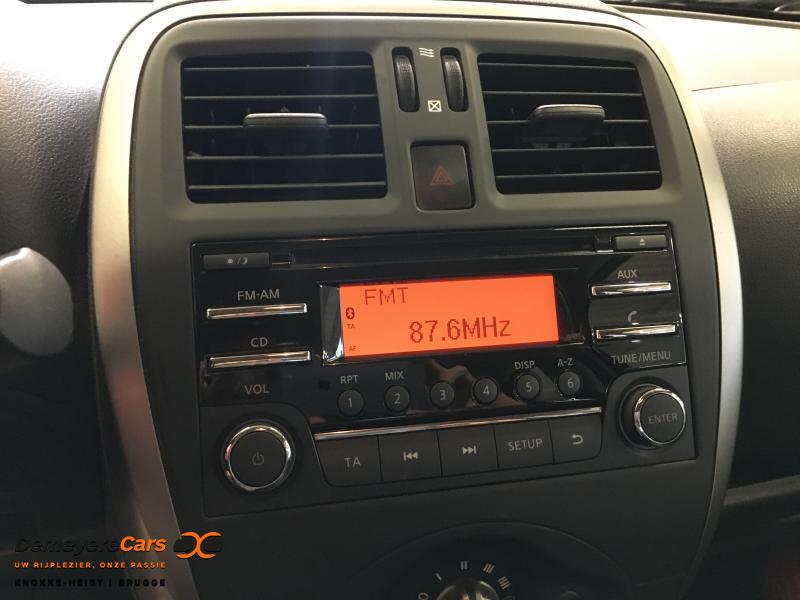 FM·AM
CD
VOL
FMT
TA
AF
87.6MHz
AUX
TUNE/MENU
RPT
MIX
DISP
A-Z
1
2
3
4
5
6
ENTER
TA
SETUP
DemeyereCars
UW RIJPLEZIER, ONZE PASSIE
KNOKKE-HEIST | BRUGGE